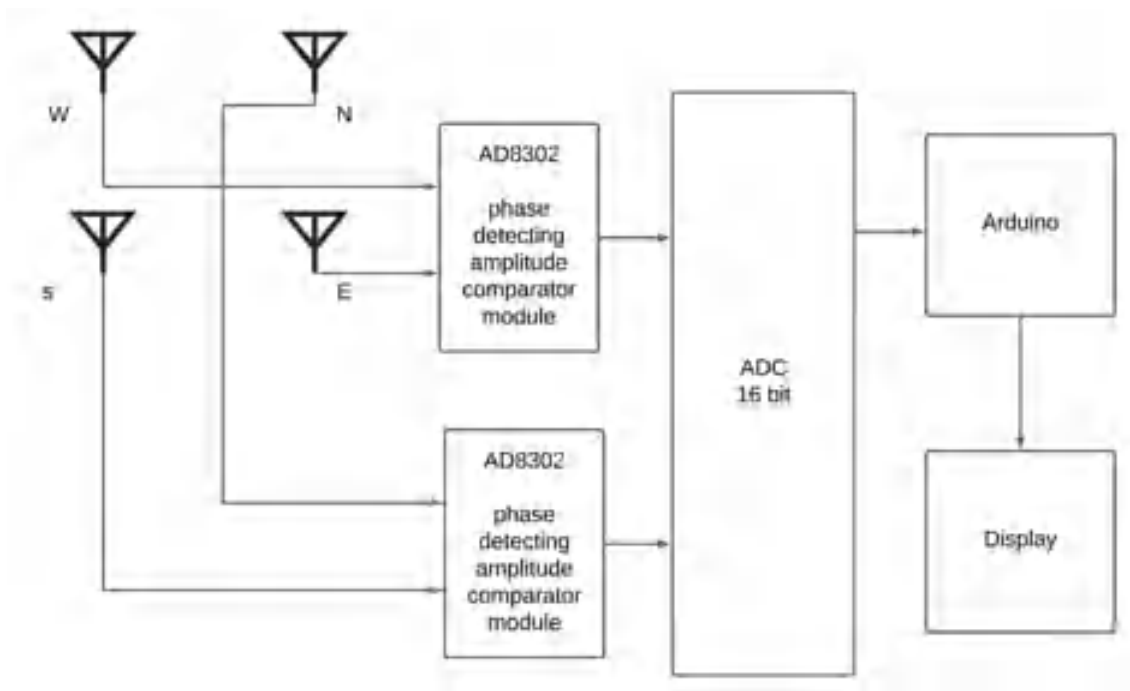 W
N
AD8302
phase
detecting
amplitude
comparator
module
s
E
ADC
16 bit
Arduino
AD8302
phase
detecting
amplitude
comparator
module
Display